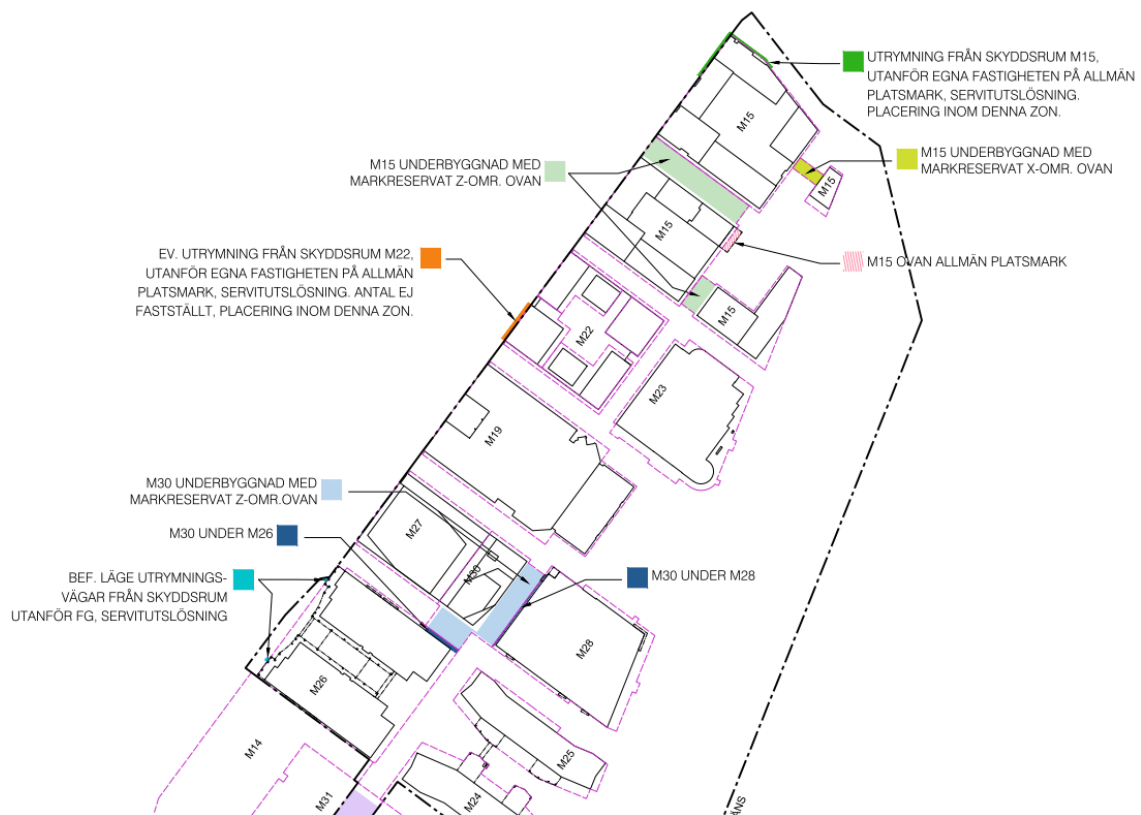 UTRYMNING FRÅN SKYDDSRUM M15,
UTANFÖR EGNA FASTIGHETEN PÅ ALLMÄN
PLATSMARK, SERVITUTSLÖSNING.
PLACERING INOM DENNA ZON.
M15
M15 UNDERBYGGNAD MED
MARKRESERVAT Z-OMR. OVAN
M15 UNDERBYGGNAD MED
MARKRESERVAT X-OMR. OVAN
M15
M15
EV. UTRYMNING FRÅN SKYDDSRUM M22,
UTANFÖR EGNA FASTIGHETEN PÅ ALLMÄN
PLATSMARK, SERVITUTSLÖSNING. ANTAL EJ
FASTSTÄLLT, PLACERING INOM DENNA ZON.
M15 OVAN ALLMÄN PLATSMARK
M15
M22
M23
M19
M30 UNDERBYGGNAD MED
MARKRESERVAT Z-OMR.OVAN
M30 UNDER M26
M27
M30
BEF. LÄGE UTRYMNINGS-
VÄGAR FRÅN SKYDDSRUM
UTANFÖR FG, SERVITUTSLÖSNING
M30 UNDER M28
M28
M26
M14
M25
M24
M31